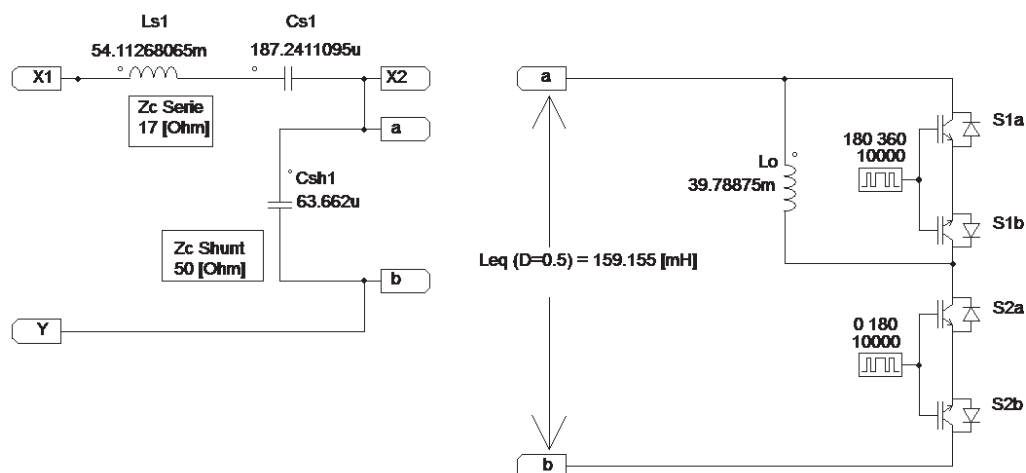 Ls1
54.11268065m
Cs1
187.2411095u
X1
X2
Zc Serie
17 [Ohm]
a
Csh1
63.662u
Zc Shunt
50 [Ohm]
b
Y
a
Lo
39.78875m
180 360
10000
S1a
S1b
Leq (D=0.5) = 159.155 [mH]
0 180
10000
S2a
S2b
b